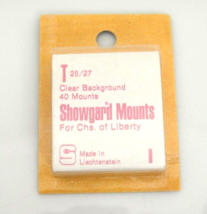 T 25/27
Clear Background
40 Mounts
Showgard Mounts
For Chs. of Liberty
S Made in
Liechtenstein